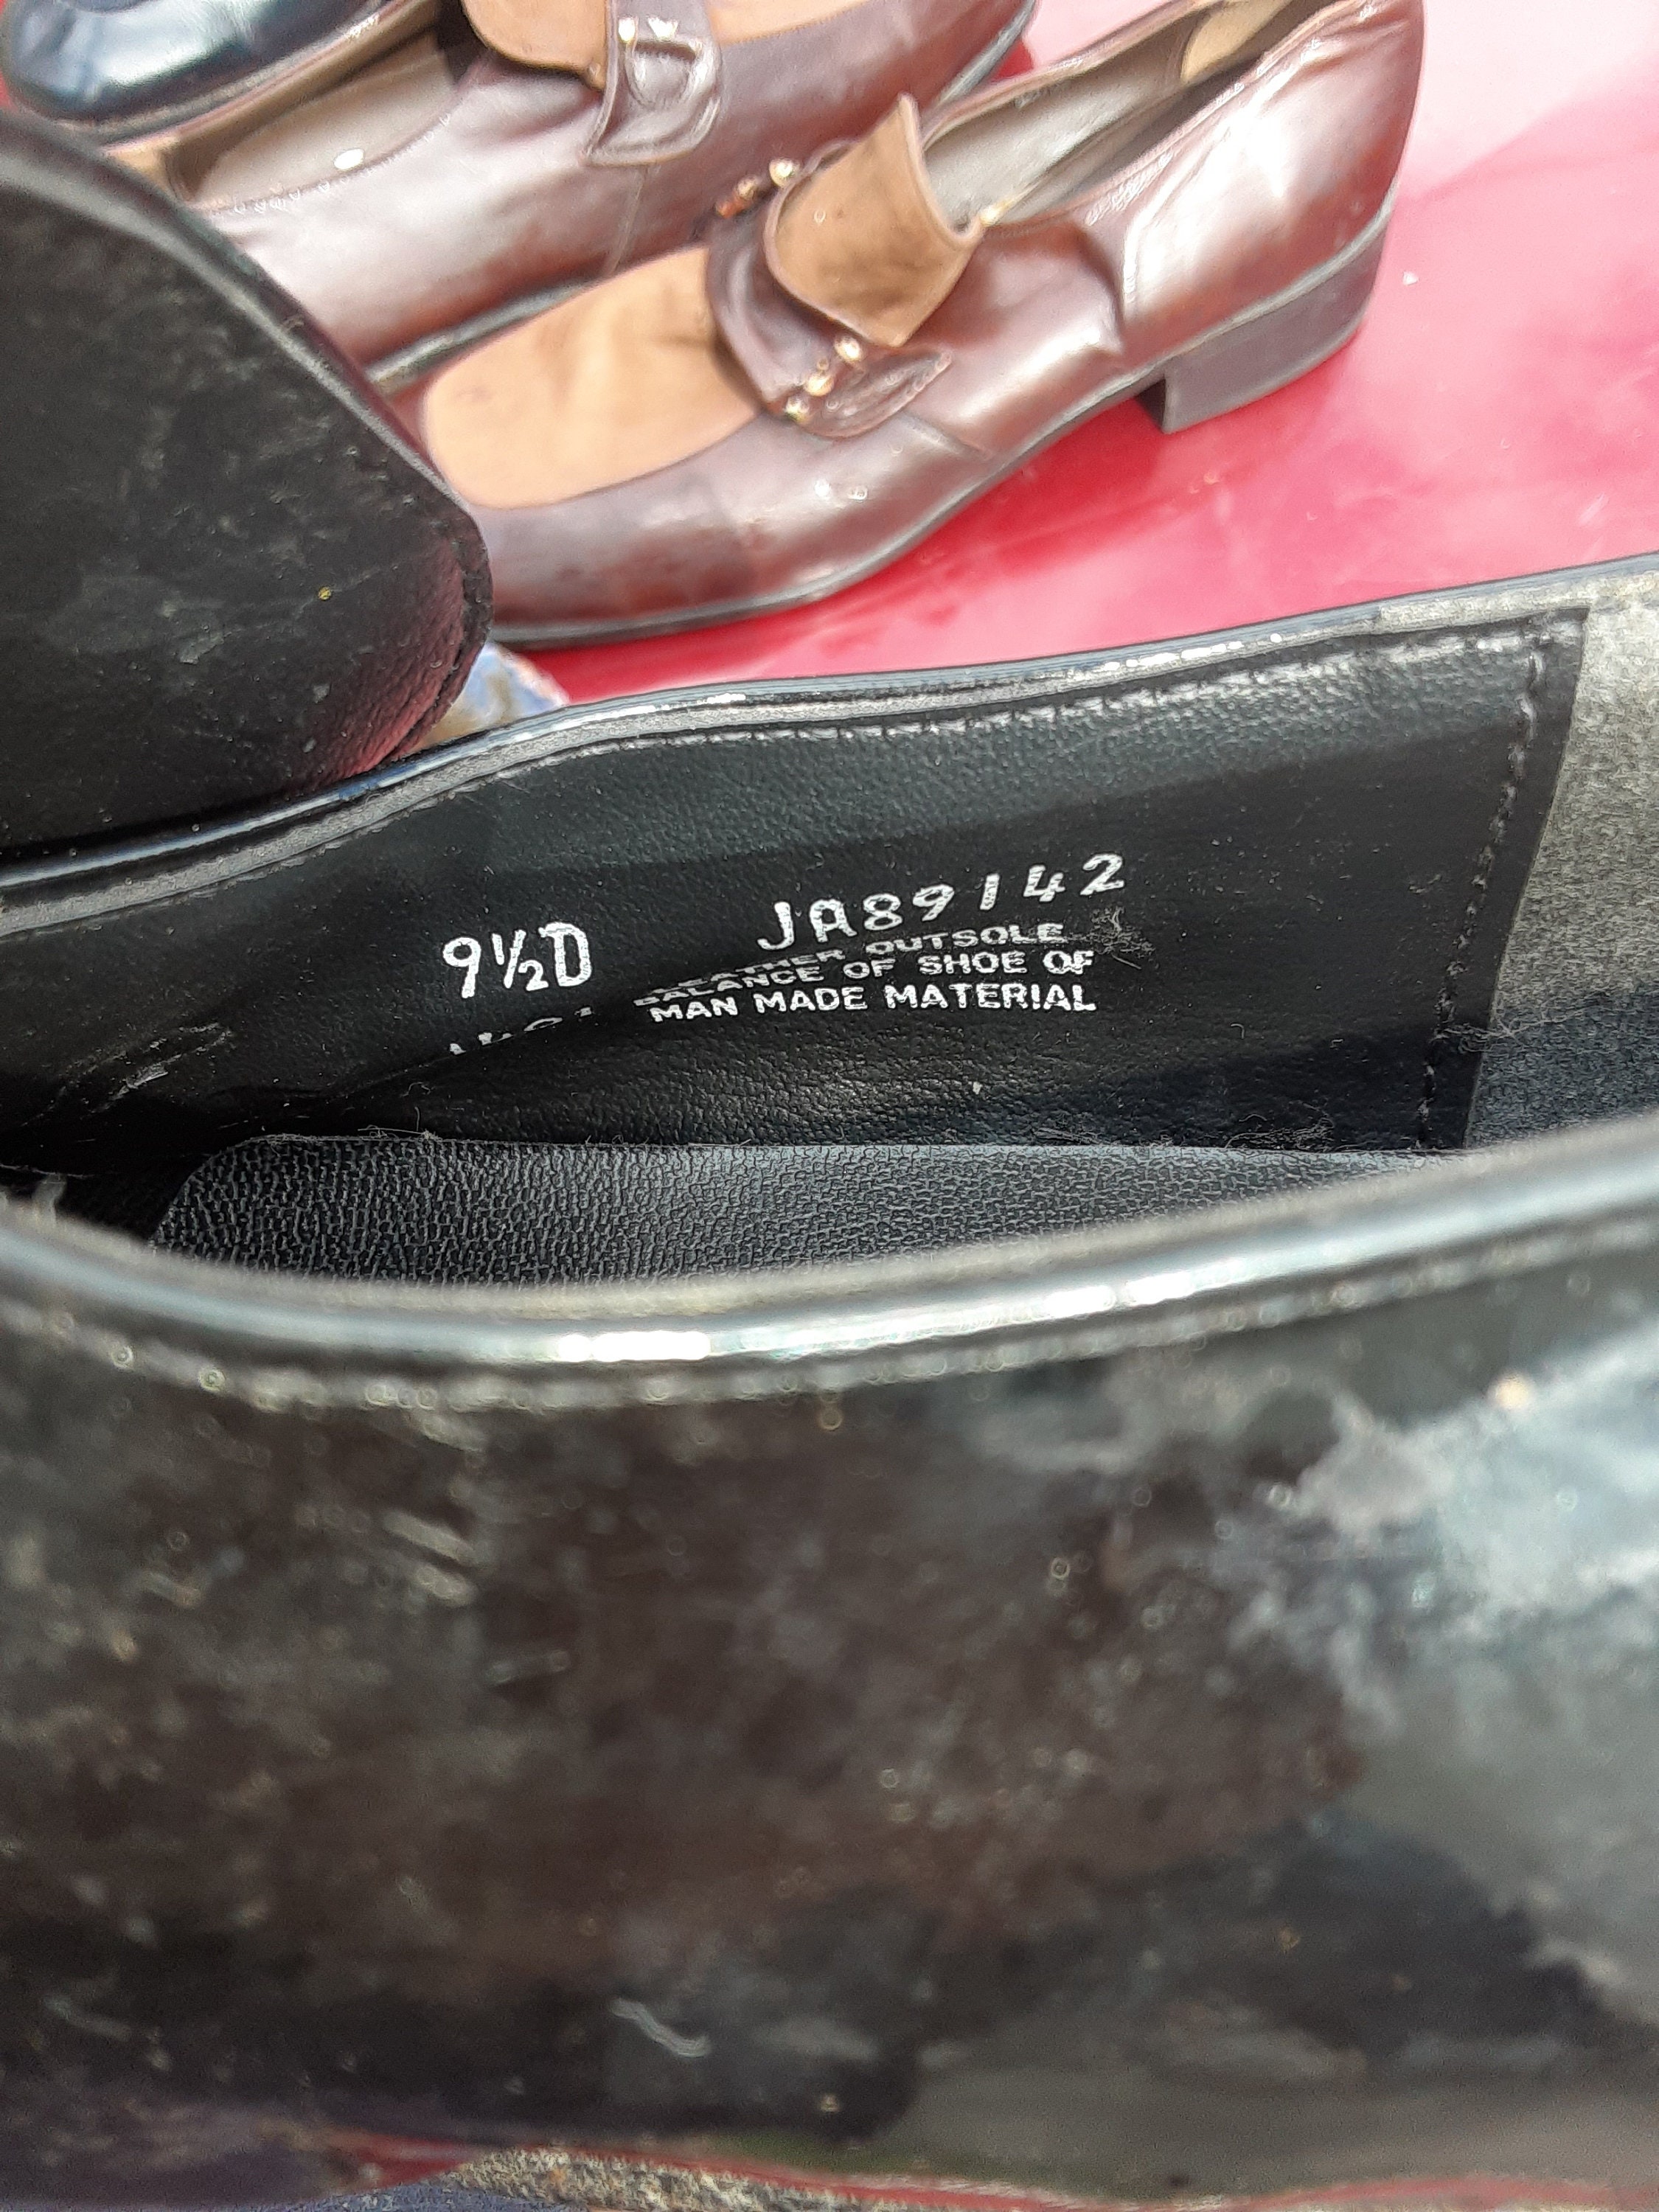 9½D JA89142
LEATHER OUTSOLE
BALANCE OF SHOE OF
MAN MADE MATERIAL